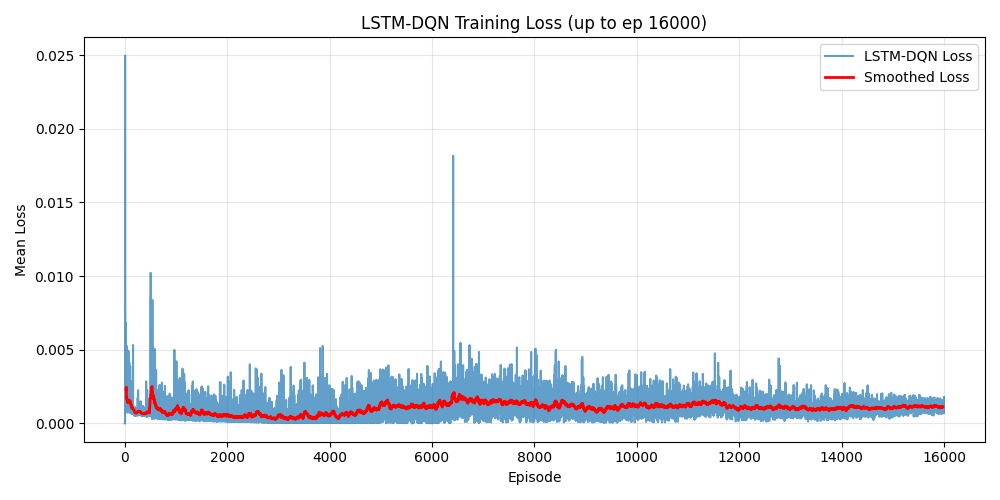 LSTM-DQN Training Loss (up to ep 16000)
LSTM-DQN Loss
Smoothed Loss
Mean Loss
0.025
0.020
0.015
0.010
0.005
0.000
0 2000 4000 6000 8000 10000 12000 14000 16000
Episode